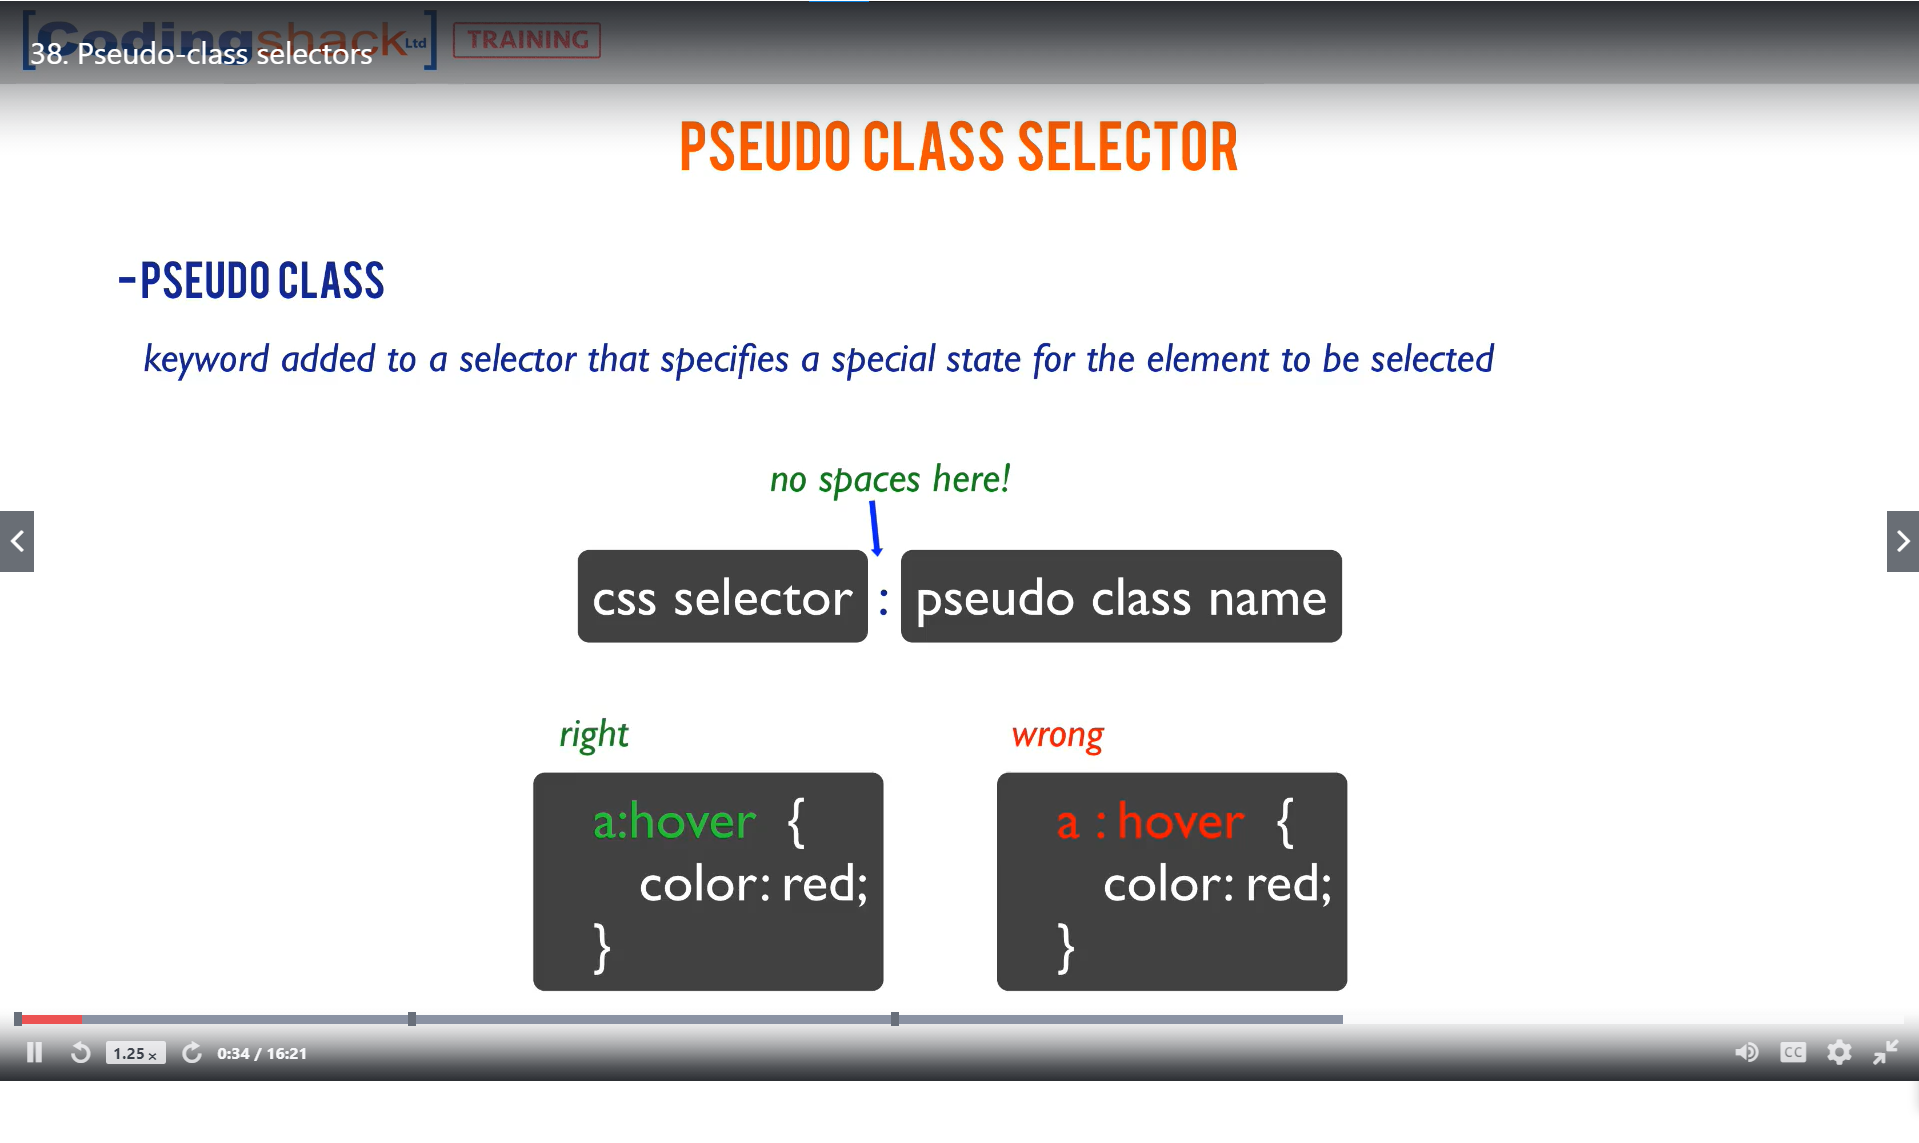 [Codingshack Ltd] TRAINING
38. Pseudo-class selectors
PSEUDO CLASS SELECTOR
-PSEUDO CLASS
keyword added to a selector that specifies a special state for the element to be selected
no spaces here!
css selector : pseudo class name
right
wrong
a:hover {
color: red;
}
a : hover {
color: red;
}
1.25 x
0:34 / 16:21
CC